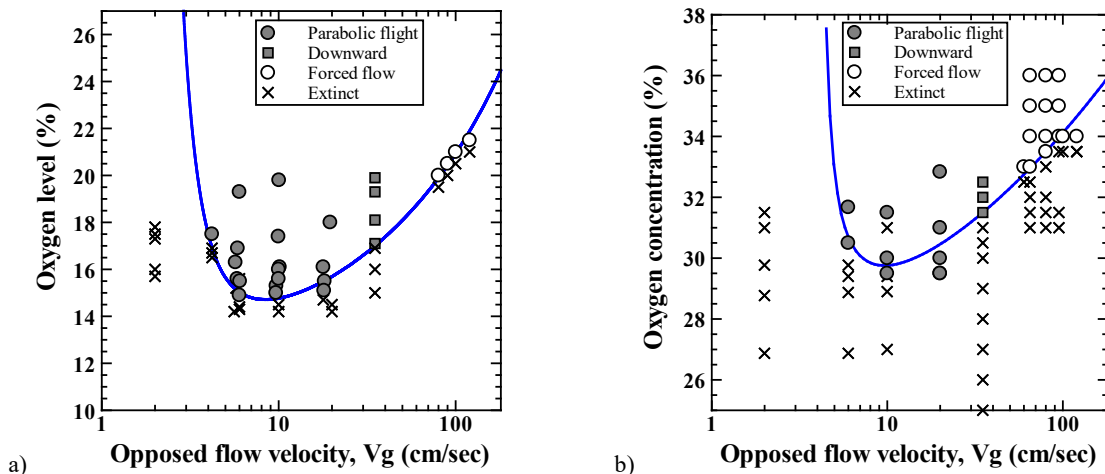 26
24
22
20
18
16
14
12
10
Oxygen level (%)
Parabolic flight
Downward
Forced flow
Extinct
1
10
100
Opposed flow velocity, Vg (cm/sec)
a)
38
36
34
32
30
28
26
Oxygen concentration (%)
Parabolic flight
Downward
Forced flow
Extinct
1
10
100
Opposed flow velocity, Vg (cm/sec)
b)